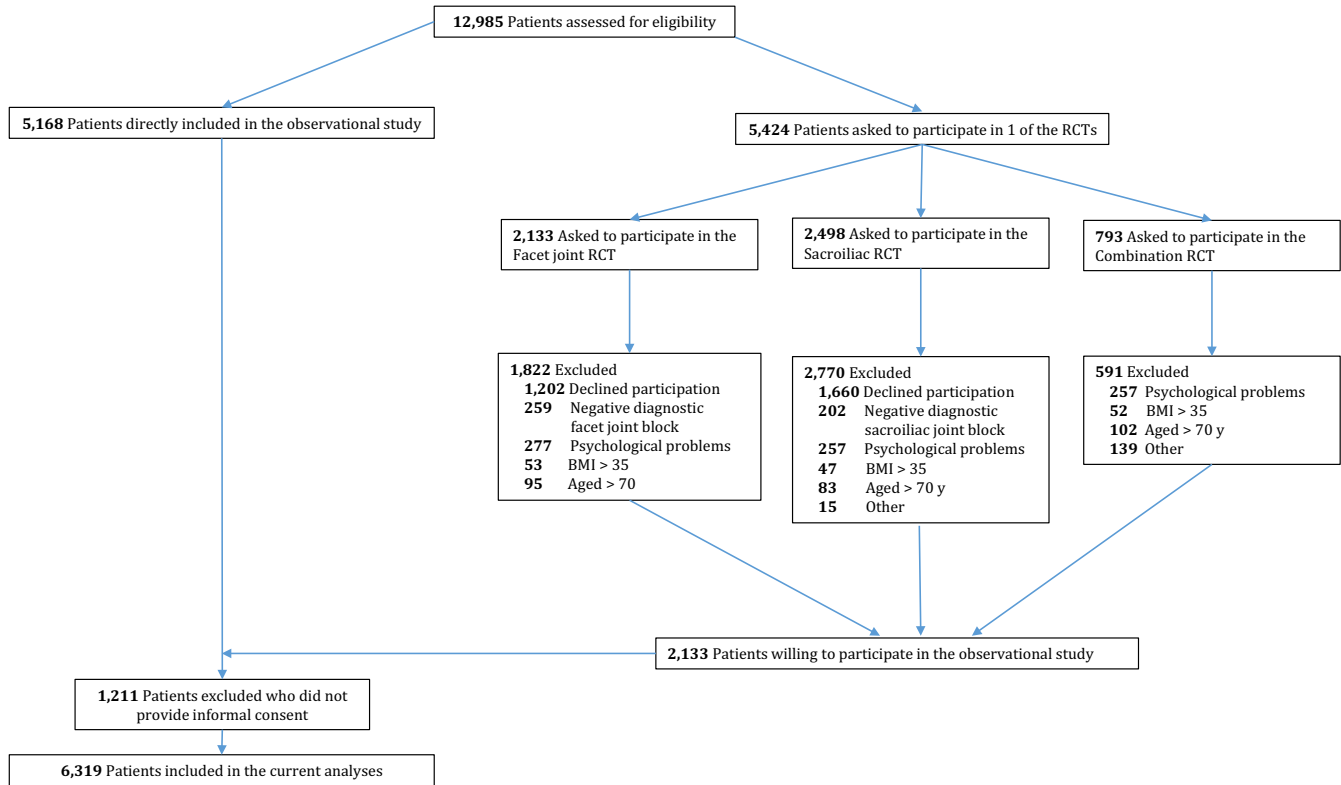 12,985 Patients assessed for eligibility
5,168 Patients directly included in the observational study
5,424 Patients asked to participate in 1 of the RCTs
2,133 Asked to participate in the
Facet joint RCT
2,498 Asked to participate in the
Sacroiliac RCT
793 Asked to participate in the
Combination RCT
1,822 Excluded
1,202 Declined participation
259 Negative diagnostic
facet joint block
277 Psychological problems
53 BMI > 35
95 Aged > 70
2,770 Excluded
1,660 Declined participation
202 Negative diagnostic
sacroiliac joint block
257 Psychological problems
47 BMI > 35
83 Aged > 70 y
15 Other
591 Excluded
257 Psychological problems
52 BMI > 35
102 Aged > 70 y
139 Other
2,133 Patients willing to participate in the observational study
1,211 Patients excluded who did not
provide informal consent
6,319 Patients included in the current analyses